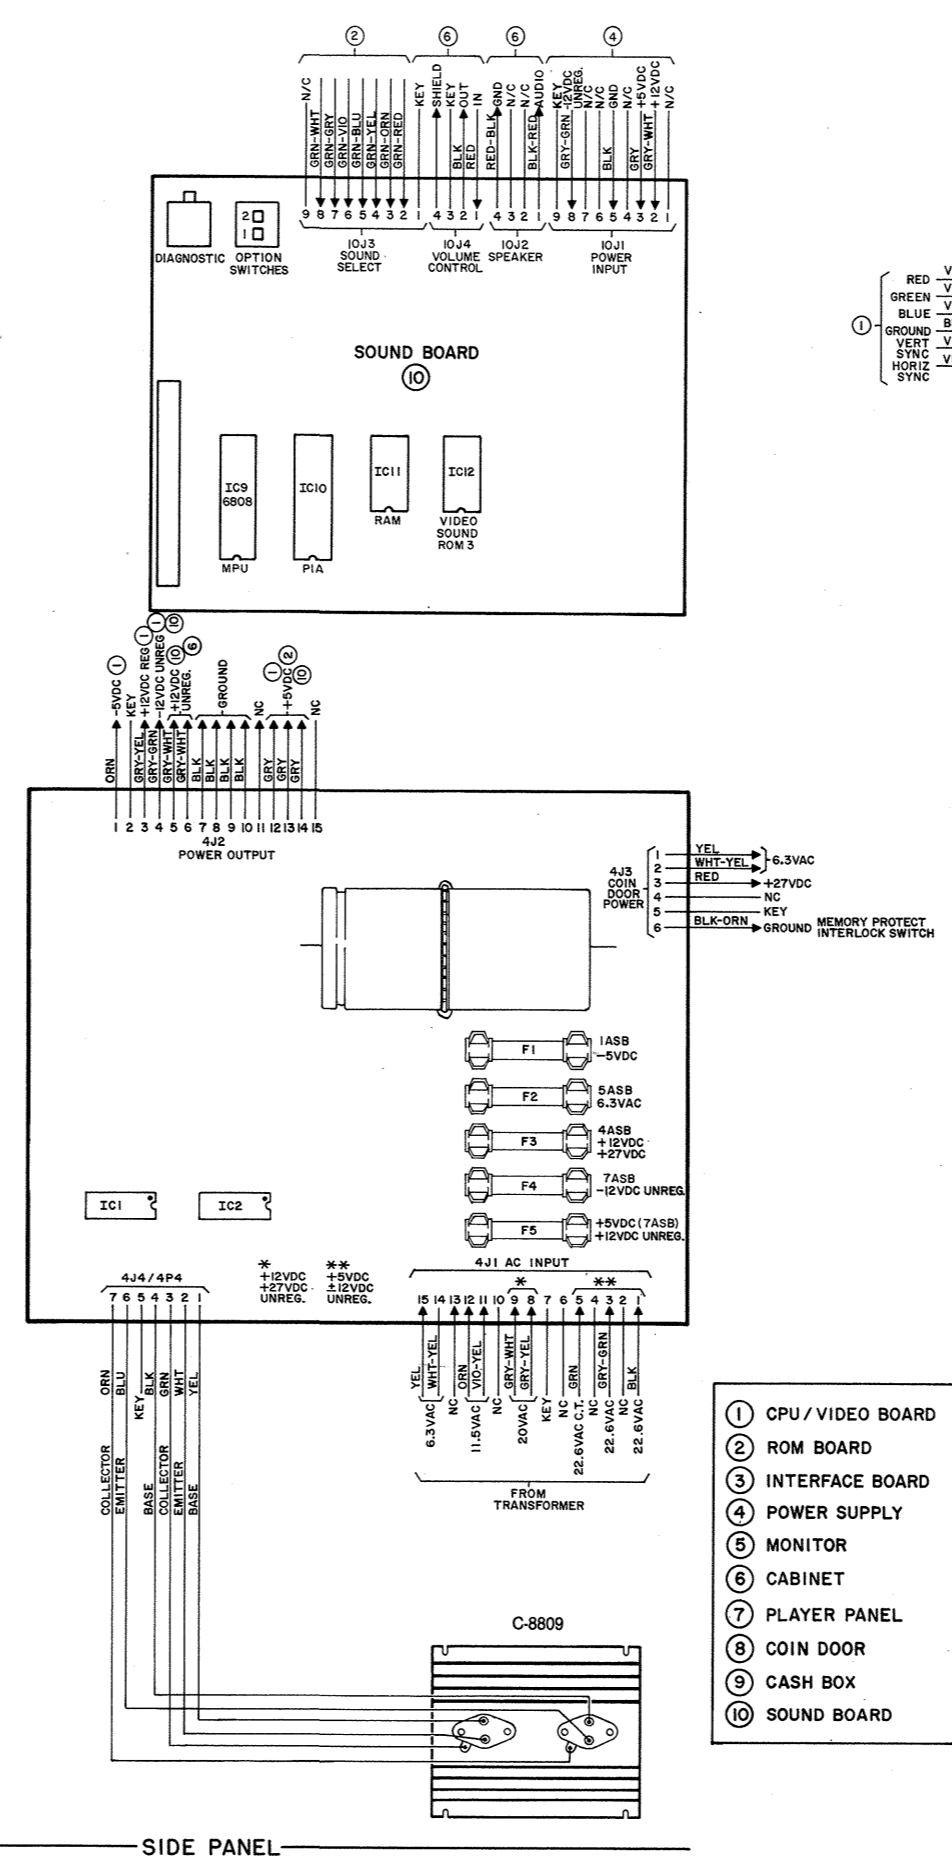 ② ⑥ ⑥ ④
N/C
GRN-WHT
GRN-GRY
GRN-VIO
GRN-BLU
GRN-YEL
GRN-ORN
GRN-RED
KEY
SHIELD
KEY
BLK OUT
RED IN
RED-BLK GND
N/C
N/C
BLK-RED AUDIO
KEY
GRY-GRN -12VDC UNREG.
N/C
N/C
BLK GND
N/C
GRY +5VDC
GRY-WHT +12VDC
N/C
9 8 7 6 5 4 3 2 1
4 3 2 1
4 3 2 1
9 8 7 6 5 4 3 2 1
10J3
SOUND
SELECT
10J4
VOLUME
CONTROL
10J2
SPEAKER
10J1
POWER
INPUT
DIAGNOSTIC
2
1
OPTION
SWITCHES
SOUND BOARD
⑩
IC9
6808
MPU
IC10
PIA
IC11
RAM
IC12
VIDEO
SOUND
ROM 3
①
RED V
GREEN V
BLUE V
GROUND B
VERT SYNC V
HORIZ SYNC V
ORN -5VDC ①
KEY
GRY-YEL +12VDC REG ①
GRY-GRN -12VDC UNREG ① ⑩
GRY-WHT
GRY-WHT
+12VDC UNREG. ⑩ ⑥
BLK
BLK
BLK
BLK
GROUND
NC
GRY
GRY
GRY
+5VDC ① ② ⑩
NC
1 2 3 4 5 6 7 8 9 10 11 12 13 14 15
4J2
POWER OUTPUT
4J3
COIN
DOOR
POWER
1 YEL
2 WHT-YEL
6.3VAC
3 RED +27VDC
4 NC
5 KEY
6 BLK-ORN GROUND
MEMORY PROTECT
INTERLOCK SWITCH
F1
1ASB
-5VDC
F2
5ASB
6.3VAC
F3
4ASB
+12VDC
+27VDC
F4
7ASB
-12VDC UNREG.
F5
+5VDC (7ASB)
+12VDC UNREG.
IC1
IC2
*
+12VDC
+27VDC
UNREG.
**
+5VDC
±12VDC
UNREG.
4J4/4P4
7 6 5 4 3 2 1
4J1 AC INPUT
* **
15 14 13 12 11 10 9 8 7 6 5 4 3 2 1
ORN
BLU
KEY
BLK
GRN
WHT
YEL
COLLECTOR
EMITTER
BASE
COLLECTOR
EMITTER
BASE
YEL
WHT-YEL
6.3VAC
NC
ORN
VIO-YEL
11.5VAC
NC
GRY-WHT
GRY-YEL
20VAC
KEY
NC
GRN
22.6VAC C.T.
NC
GRY-GRN
22.6VAC
NC
BLK
22.6VAC
FROM
TRANSFORMER
① CPU/VIDEO BOARD
② ROM BOARD
③ INTERFACE BOARD
④ POWER SUPPLY
⑤ MONITOR
⑥ CABINET
⑦ PLAYER PANEL
⑧ COIN DOOR
⑨ CASH BOX
⑩ SOUND BOARD
C-8809
SIDE PANEL